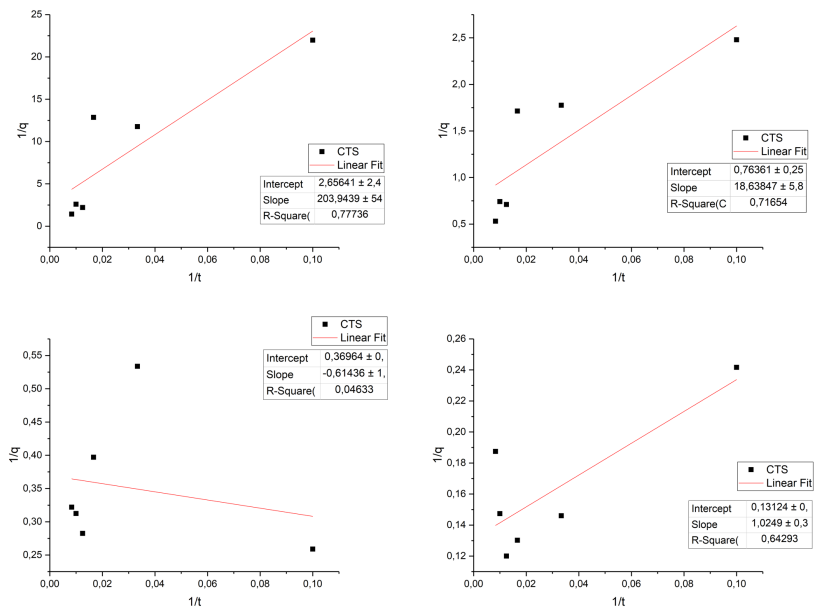 25
20
15
10
5
0
1/q
CTS
Linear Fit
Intercept 2,65641 ± 2,4
Slope 203,9439 ± 54
R-Square( 0,77736
0,00 0,02 0,04 0,06 0,08 0,10
1/t
2,5
2,0
1,5
1,0
0,5
1/q
CTS
Linear Fit
Intercept 0,76361 ± 0,25
Slope 18,63847 ± 5,8
R-Square(C 0,71654
0,00 0,02 0,04 0,06 0,08 0,10
1/t
CTS
Linear Fit
Intercept 0,36964 ± 0,
Slope -0,61436 ± 1,
R-Square( 0,04633
0,55
0,50
0,45
0,40
0,35
0,30
0,25
1/q
0,00 0,02 0,04 0,06 0,08 0,10
1/t
0,26
0,24
0,22
0,20
0,18
0,16
0,14
0,12
1/q
CTS
Linear Fit
Intercept 0,13124 ± 0,
Slope 1,0249 ± 0,3
R-Square( 0,64293
0,00 0,02 0,04 0,06 0,08 0,10
1/t